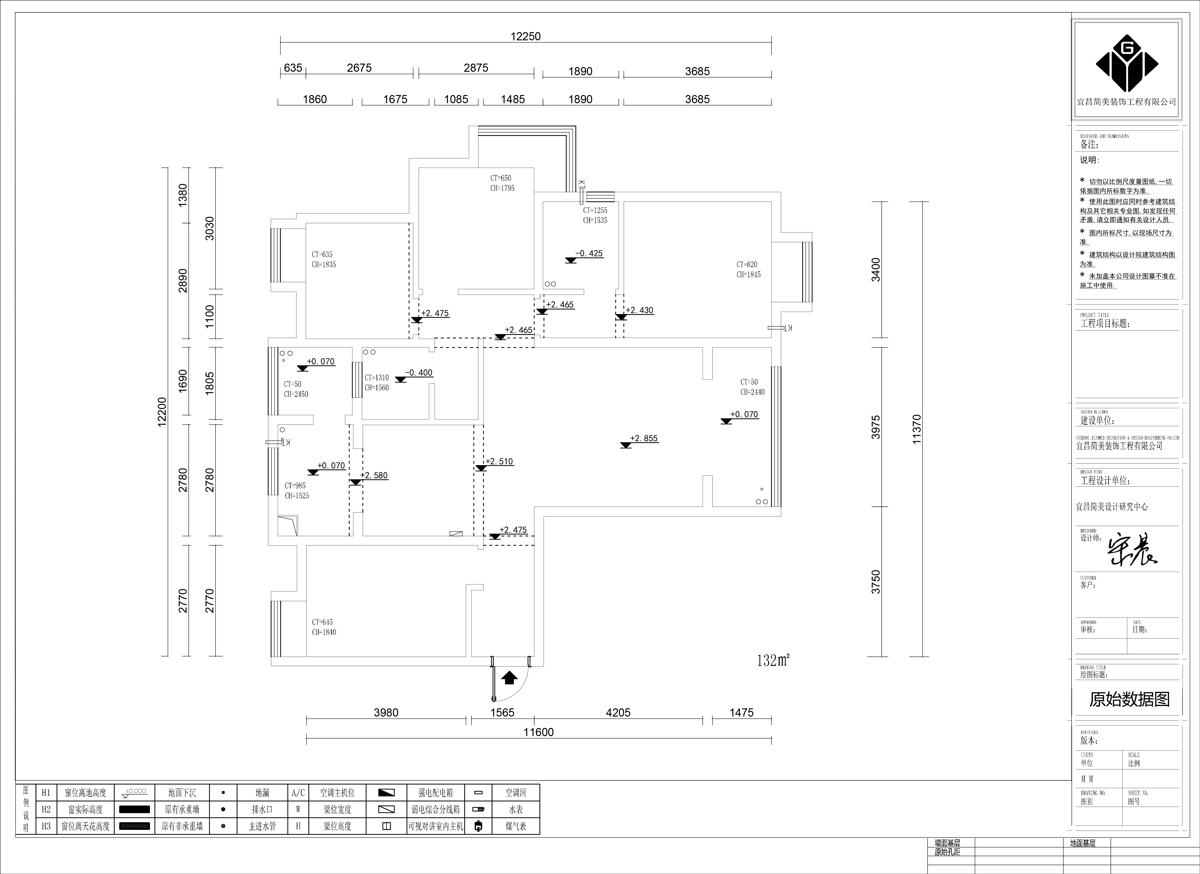 12250
635 2675 2875 1890 3685
1860 1675 1085 1485 1890 3685
12200
1380 2890 1100 1690 2780 2770
3030 1805 2780 2770
3400 3975 3750
11370
CT=650
CH=1795
CT=1255
CH=1535
-0.425
CT=635
CH=1835
CT=620
CH=1845
+2.475
+2.465
+2.430
+2.465
+0.070
CT=50
CH=2450
CT=1310
CH=1560
-0.400
CT=50
CH=2440
+0.070
+2.855
+0.070
+2.510
+2.580
CT=985
CH=1525
+2.475
CT=645
CH=1840
132m²
3980 1565 4205 1475
11600
图例说明
H1 窗位离地高度 ±0.000 地面下沉 地漏 A/C 空调主机位 强电配电箱 空调洞
H2 窗实际高度 原有承重墙 排水口 W 梁位宽度 弱电综合分线箱 水表
H3 窗位离天花高度 原有非承重墙 主进水管 H 梁位高度 可视对讲室内主机 煤气表
G
宜昌简美装饰工程有限公司
备注:
说明:
* 切勿以比例尺度量图纸,一切
依据图内所标数字为准.
* 使用此图时应同时参考建筑结
构及其它相关专业图,如发现任何
矛盾,请立即通知有关设计人员.
* 图内所标尺寸,以现场尺寸为
准.
* 建筑结构以设计院建筑结构图
为准.
* 未加盖本公司设计图章不准在
施工中使用.
PROJECT TITLE
工程项目标题:
建设单位:
宜昌简美装饰工程有限公司
DESIGN FIRM
工程设计单位:
宜昌简美设计研究中心
DESIGNED
设计师:
CUSTOMER
客户:
APPROVED
审核:
DATE
日期:
DRAWING TITLE
绘图标题:
原始数据图
版本:
UNITS
单位
SCALE
比例
M M
DRAWING NO.
图别
SHEET NO.
图号
墙面基层 地面基层
原始孔距